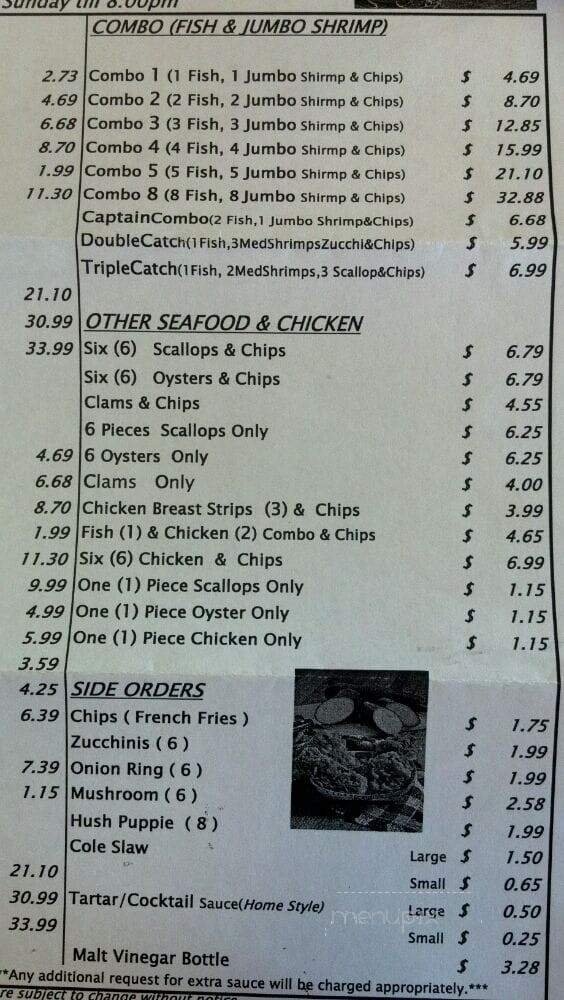 Sunday till 8:00pm
COMBO (FISH & JUMBO SHRIMP)
2.73 Combo 1 (1 Fish, 1 Jumbo Shirmp & Chips) $ 4.69
4.69 Combo 2 (2 Fish, 2 Jumbo Shirmp & Chips) $ 8.70
6.68 Combo 3 (3 Fish, 3 Jumbo Shirmp & Chips) $ 12.85
8.70 Combo 4 (4 Fish, 4 Jumbo Shirmp & Chips) $ 15.99
1.99 Combo 5 (5 Fish, 5 Jumbo Shirmp & Chips) $ 21.10
11.30 Combo 8 (8 Fish, 8 Jumbo Shirmp & Chips) $ 32.88
CaptainCombo(2 Fish,1 Jumbo Shrimp&Chips) $ 6.68
DoubleCatch(1Fish,3MedShrimpsZucchi&Chips) $ 5.99
TripleCatch(1Fish, 2MedShrimps,3 Scallop&Chips) $ 6.99
21.10
30.99 OTHER SEAFOOD & CHICKEN
33.99 Six (6) Scallops & Chips $ 6.79
Six (6) Oysters & Chips $ 6.79
Clams & Chips $ 4.55
6 Pieces Scallops Only $ 6.25
4.69 6 Oysters Only $ 6.25
6.68 Clams Only $ 4.00
8.70 Chicken Breast Strips (3) & Chips $ 3.99
1.99 Fish (1) & Chicken (2) Combo & Chips $ 4.65
11.30 Six (6) Chicken & Chips $ 6.99
9.99 One (1) Piece Scallops Only $ 1.15
4.99 One (1) Piece Oyster Only $ 1.15
5.99 One (1) Piece Chicken Only $ 1.15
3.59
4.25 SIDE ORDERS
6.39 Chips ( French Fries ) $ 1.75
Zucchinis ( 6 ) $ 1.99
7.39 Onion Ring ( 6 ) $ 1.99
1.15 Mushroom ( 6 ) $ 2.58
Hush Puppie ( 8 ) $ 1.99
Cole Slaw Large $ 1.50
21.10 Small $ 0.65
30.99 Tartar/Cocktail Sauce(Home Style) Large $ 0.50
33.99 Small $ 0.25
Malt Vinegar Bottle $ 3.28
**Any additional request for extra sauce will be charged appropriately.***
re subject to change without notice